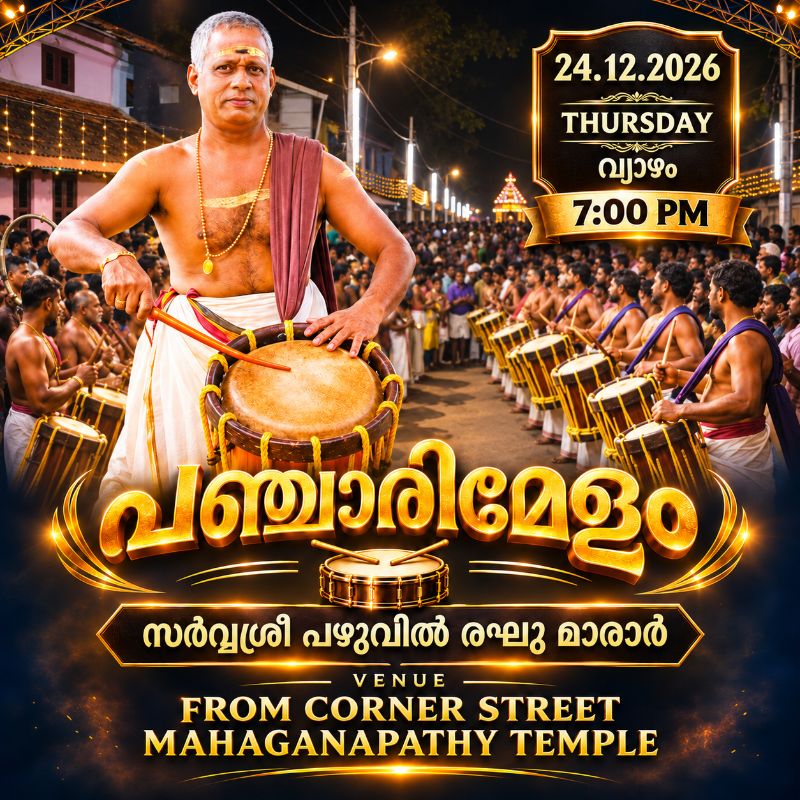 24.12.2026
THURSDAY
വ്യാഴം
7:00 PM
പഞ്ചാരിമേളം
സർവ്വശ്രീ പഴുവിൽ രഘു മാരാർ
VENUE
FROM CORNER STREET
MAHAGANAPATHY TEMPLE